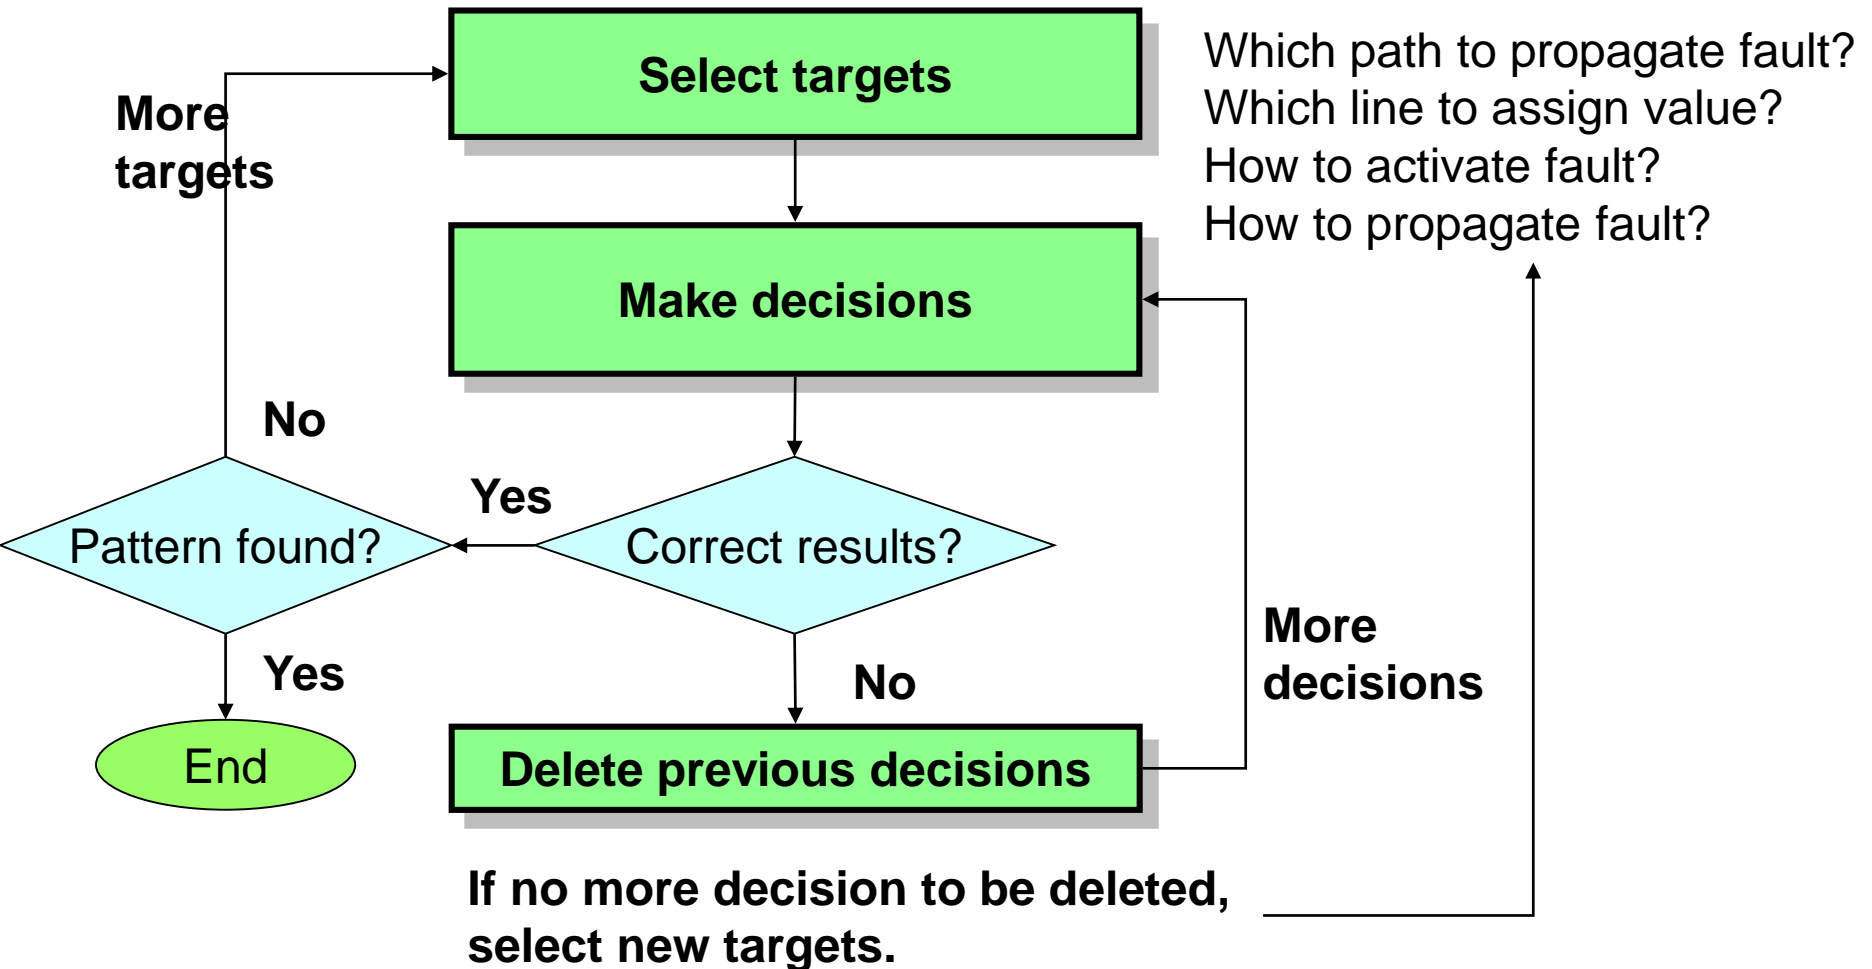 Select targets
Which path to propagate fault?
Which line to assign value?
How to activate fault?
How to propagate fault?
More
targets
Make decisions
No
Yes
Pattern found?
Correct results?
More
decisions
Yes
No
End
Delete previous decisions
If no more decision to be deleted,
select new targets.